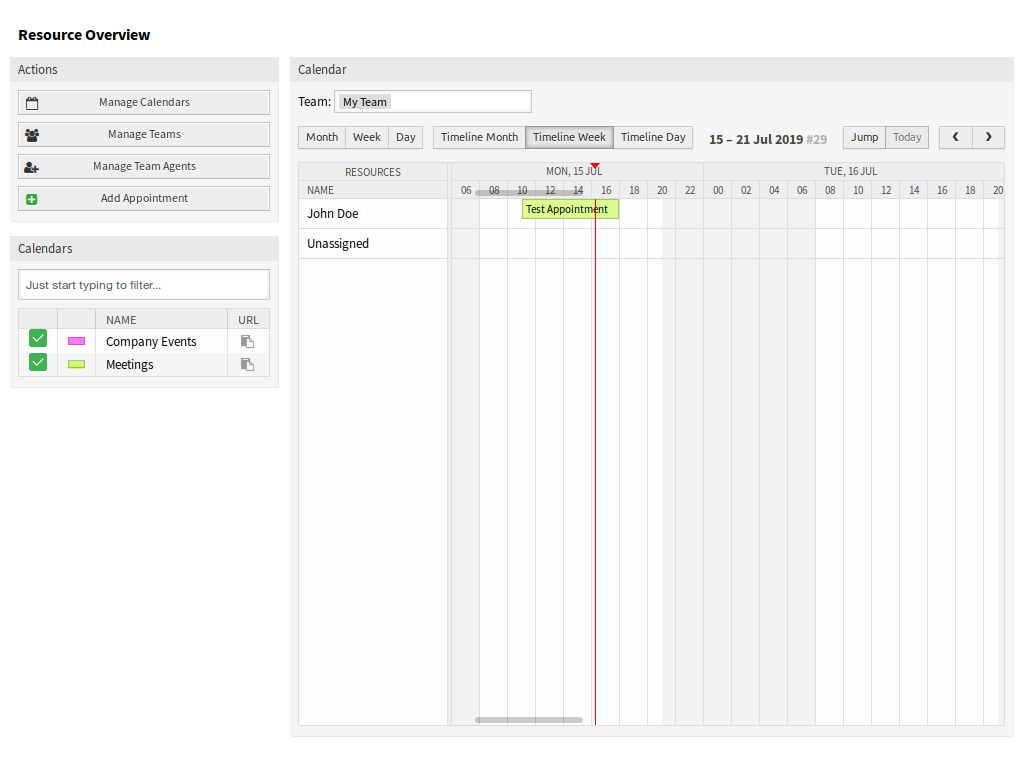 Resource Overview
Actions
Manage Calendars
Manage Teams
Manage Team Agents
Add Appointment
Calendars
Just start typing to filter...
NAME URL
Company Events
Meetings
Calendar
Team: My Team
Month Week Day Timeline Month Timeline Week Timeline Day 15 – 21 Jul 2019 #29 Jump Today
RESOURCES MON, 15 JUL TUE, 16 JUL
NAME 06 08 10 12 14 16 18 20 22 00 02 04 06 08 10 12 14 16 18 20
John Doe Test Appointment
Unassigned